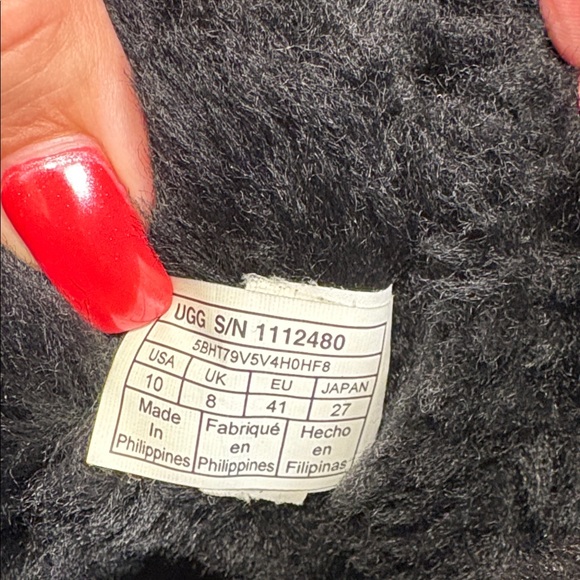 UGG S/N 1112480
5BHT79V5V4H0HF8
USA UK EU JAPAN
10 8 41 27
Made Fabriqué Hecho
In en en
Philippines Philippines Filipinas